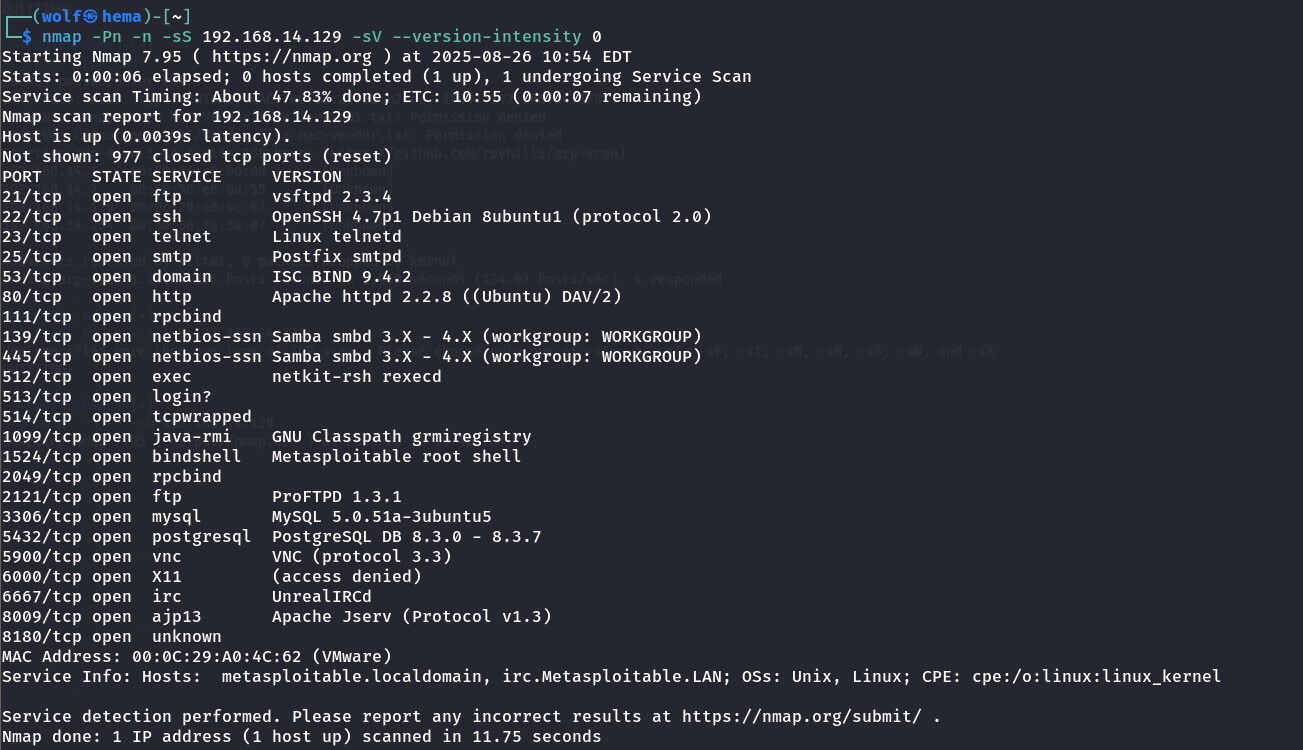 ┌──(wolf㉿hema)-[~]
└─$ nmap -Pn -n -sS 192.168.14.129 -sV --version-intensity 0
Starting Nmap 7.95 ( https://nmap.org ) at 2025-08-26 10:54 EDT
Stats: 0:00:06 elapsed; 0 hosts completed (1 up), 1 undergoing Service Scan
Service scan Timing: About 47.83% done; ETC: 10:55 (0:00:07 remaining)
Nmap scan report for 192.168.14.129
Host is up (0.0039s latency).
Not shown: 977 closed tcp ports (reset)
PORT     STATE SERVICE     VERSION
21/tcp   open  ftp         vsftpd 2.3.4
22/tcp   open  ssh         OpenSSH 4.7p1 Debian 8ubuntu1 (protocol 2.0)
23/tcp   open  telnet      Linux telnetd
25/tcp   open  smtp        Postfix smtpd
53/tcp   open  domain      ISC BIND 9.4.2
80/tcp   open  http        Apache httpd 2.2.8 ((Ubuntu) DAV/2)
111/tcp  open  rpcbind
139/tcp  open  netbios-ssn Samba smbd 3.X - 4.X (workgroup: WORKGROUP)
445/tcp  open  netbios-ssn Samba smbd 3.X - 4.X (workgroup: WORKGROUP)
512/tcp  open  exec        netkit-rsh rexecd
513/tcp  open  login?
514/tcp  open  tcpwrapped
1099/tcp open  java-rmi    GNU Classpath grmiregistry
1524/tcp open  bindshell   Metasploitable root shell
2049/tcp open  rpcbind
2121/tcp open  ftp         ProFTPD 1.3.1
3306/tcp open  mysql       MySQL 5.0.51a-3ubuntu5
5432/tcp open  postgresql  PostgreSQL DB 8.3.0 - 8.3.7
5900/tcp open  vnc         VNC (protocol 3.3)
6000/tcp open  X11         (access denied)
6667/tcp open  irc         UnrealIRCd
8009/tcp open  ajp13       Apache Jserv (Protocol v1.3)
8180/tcp open  unknown
MAC Address: 00:0C:29:A0:4C:62 (VMware)
Service Info: Hosts:  metasploitable.localdomain, irc.Metasploitable.LAN; OSs: Unix, Linux; CPE: cpe:/o:linux:linux_kernel

Service detection performed. Please report any incorrect results at https://nmap.org/submit/ .
Nmap done: 1 IP address (1 host up) scanned in 11.75 seconds